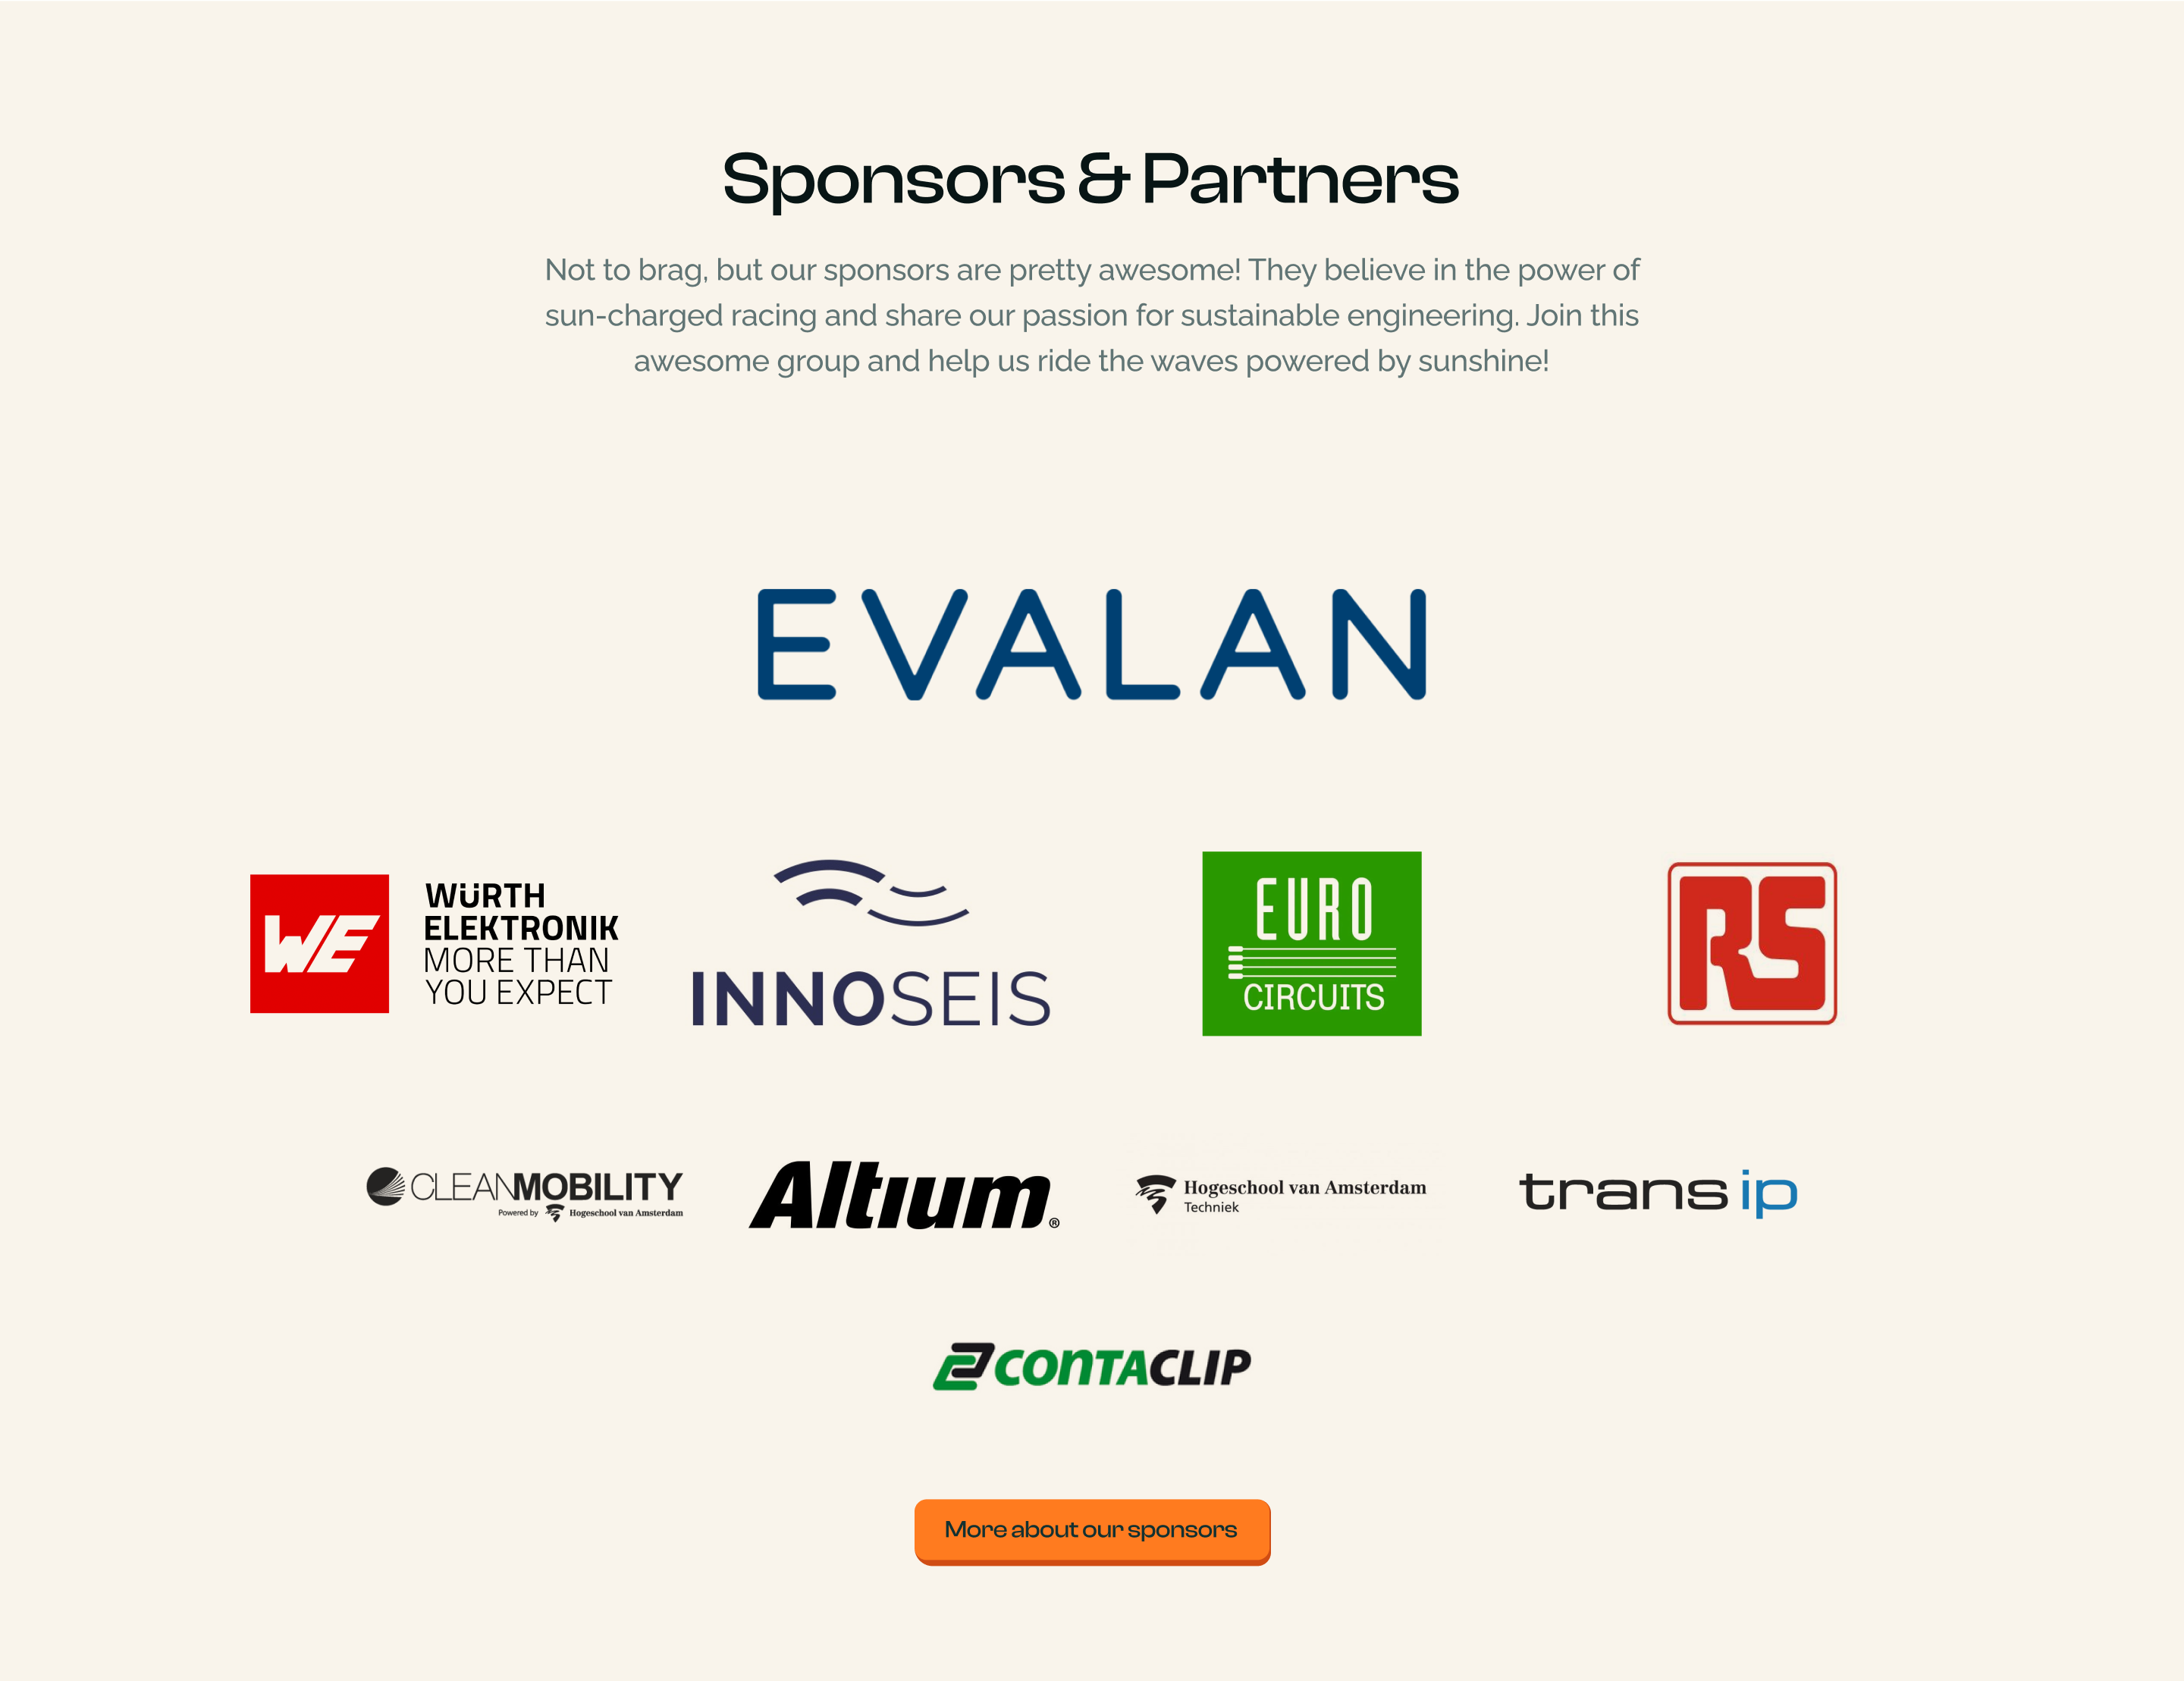 Sponsors & Partners
Not to brag, but our sponsors are pretty awesome! They believe in the power of
sun-charged racing and share our passion for sustainable engineering. Join this
awesome group and help us ride the waves powered by sunshine!
EVALAN
WE
WÜRTH
ELEKTRONIK
MORE THAN
YOU EXPECT
INNOSEIS
EURO
CIRCUITS
RS
CLEANMOBILITY
Powered by Hogeschool van Amsterdam
Altium®
Hogeschool van Amsterdam
Techniek
trans ip
CONTACLIP
More about our sponsors